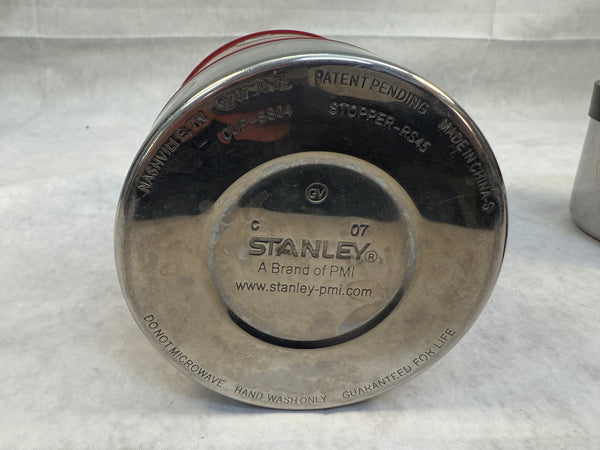 NASHVILLE, TN
PATENT PENDING
MADE IN CHINA-S
CUP-8S04
STOPPER-RS45
GV
C 07
STANLEY®
A Brand of PMI
www.stanley-pmi.com
DO NOT MICROWAVE HAND WASH ONLY GUARANTEED FOR LIFE